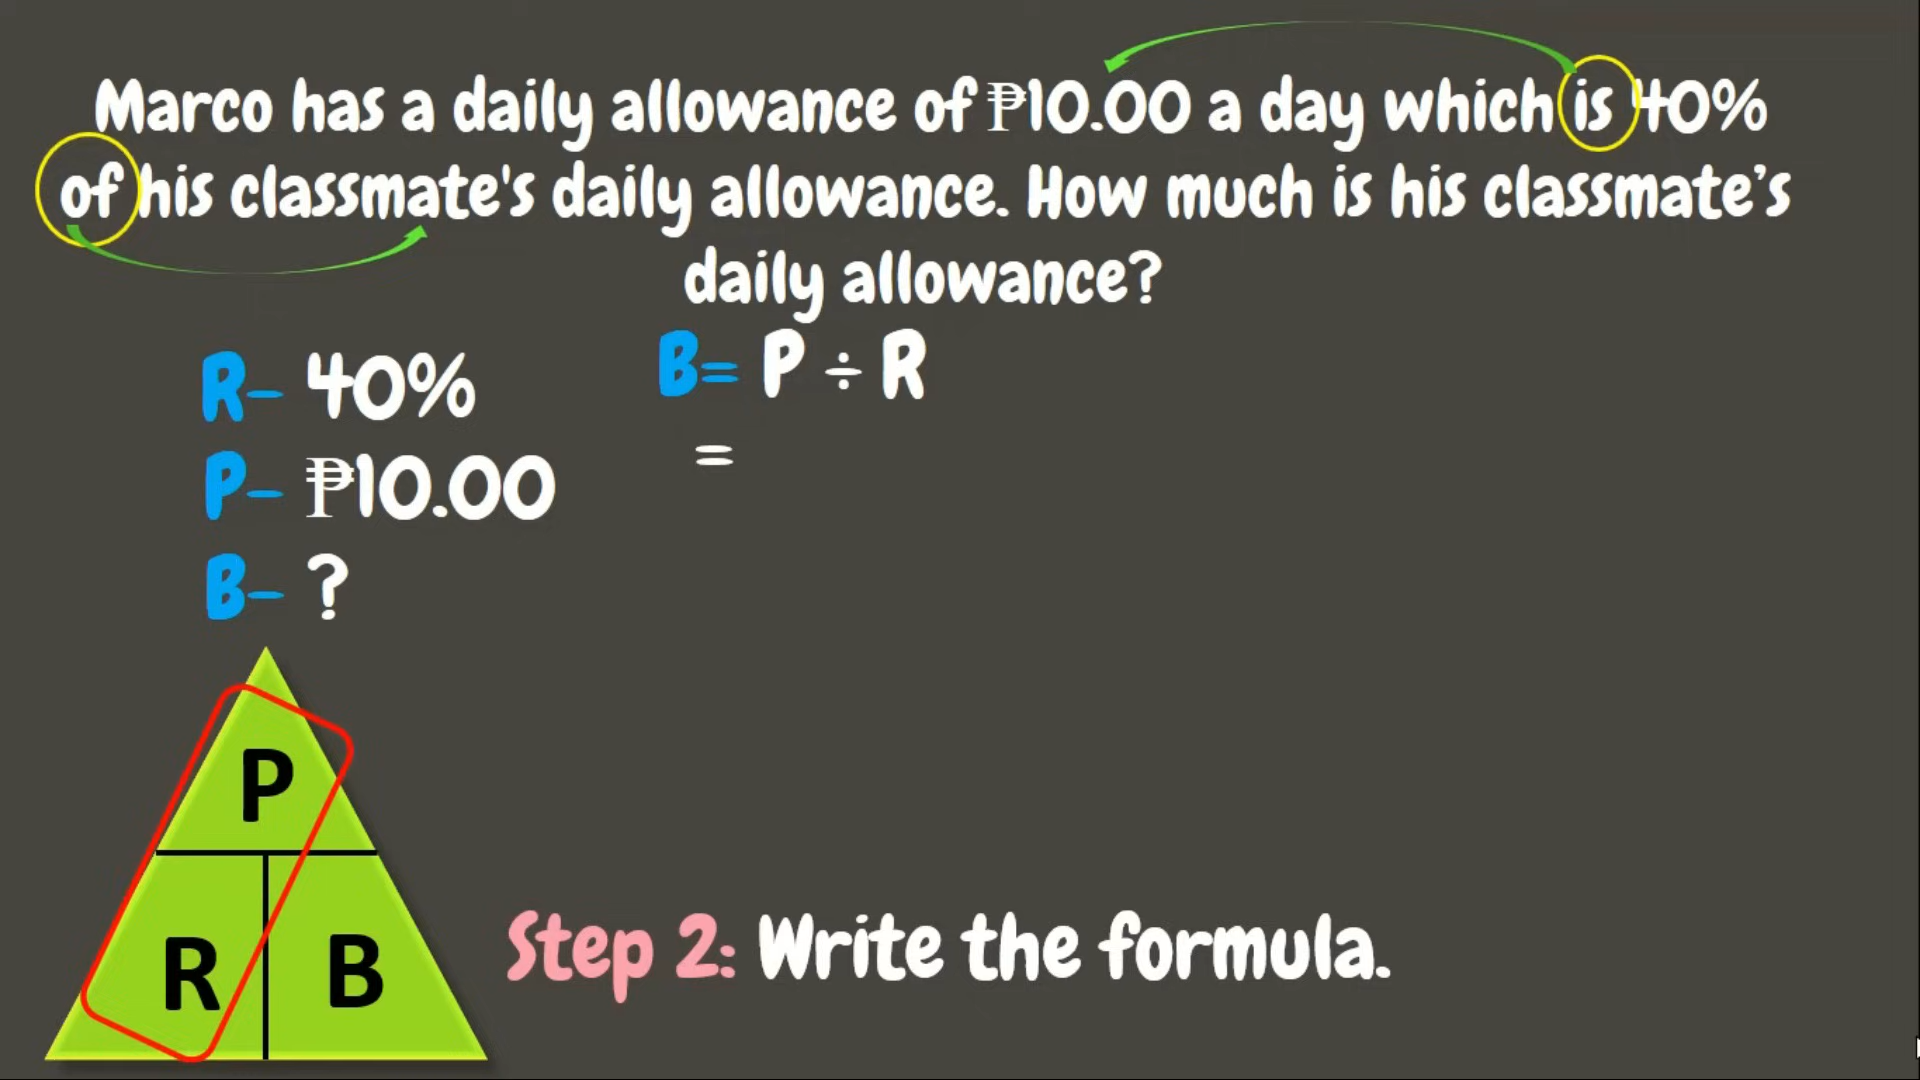 Marco has a daily allowance of ₱10.00 a day which is 40%
of his classmate's daily allowance. How much is his classmate’s
daily allowance?
R- 40%
P- ₱10.00
B- ?
B= P ÷ R
=
P
R B
Step 2: Write the formula.